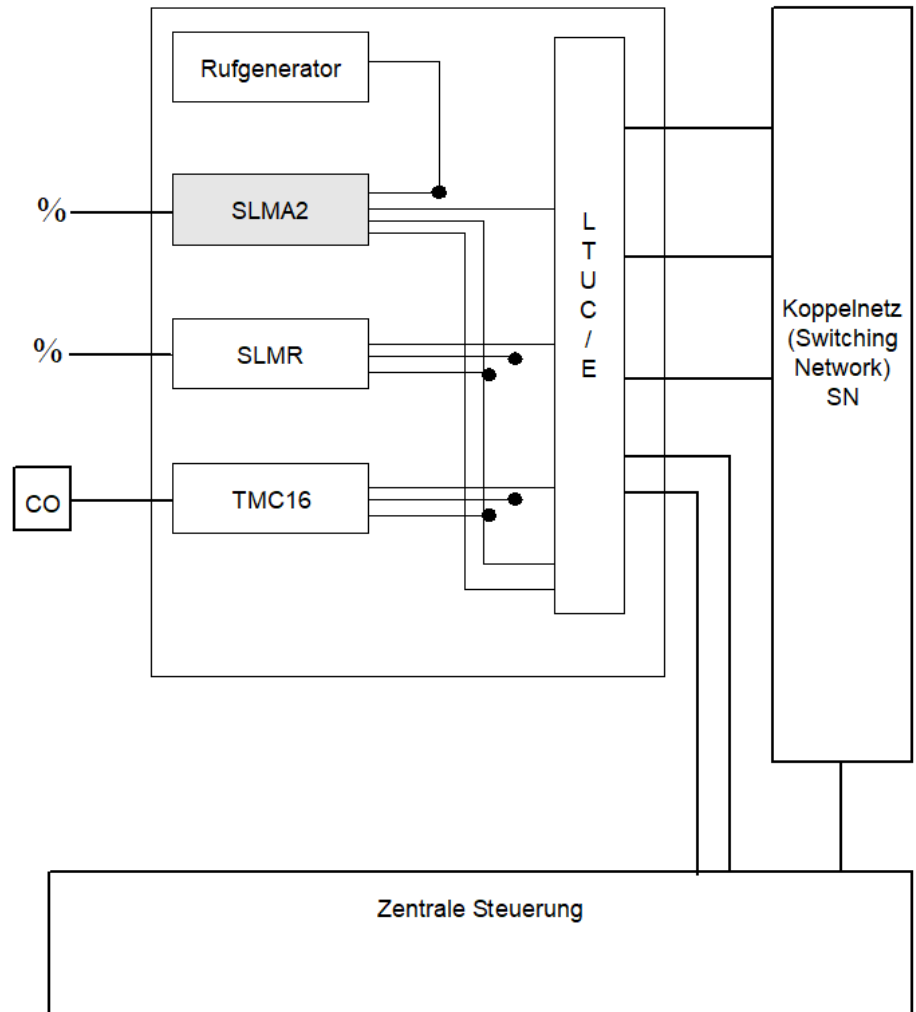 Rufgenerator
%
SLMA2
%
SLMR
CO
TMC16
L
T
U
C
/
E
Koppelnetz
(Switching
Network)
SN
Zentrale Steuerung